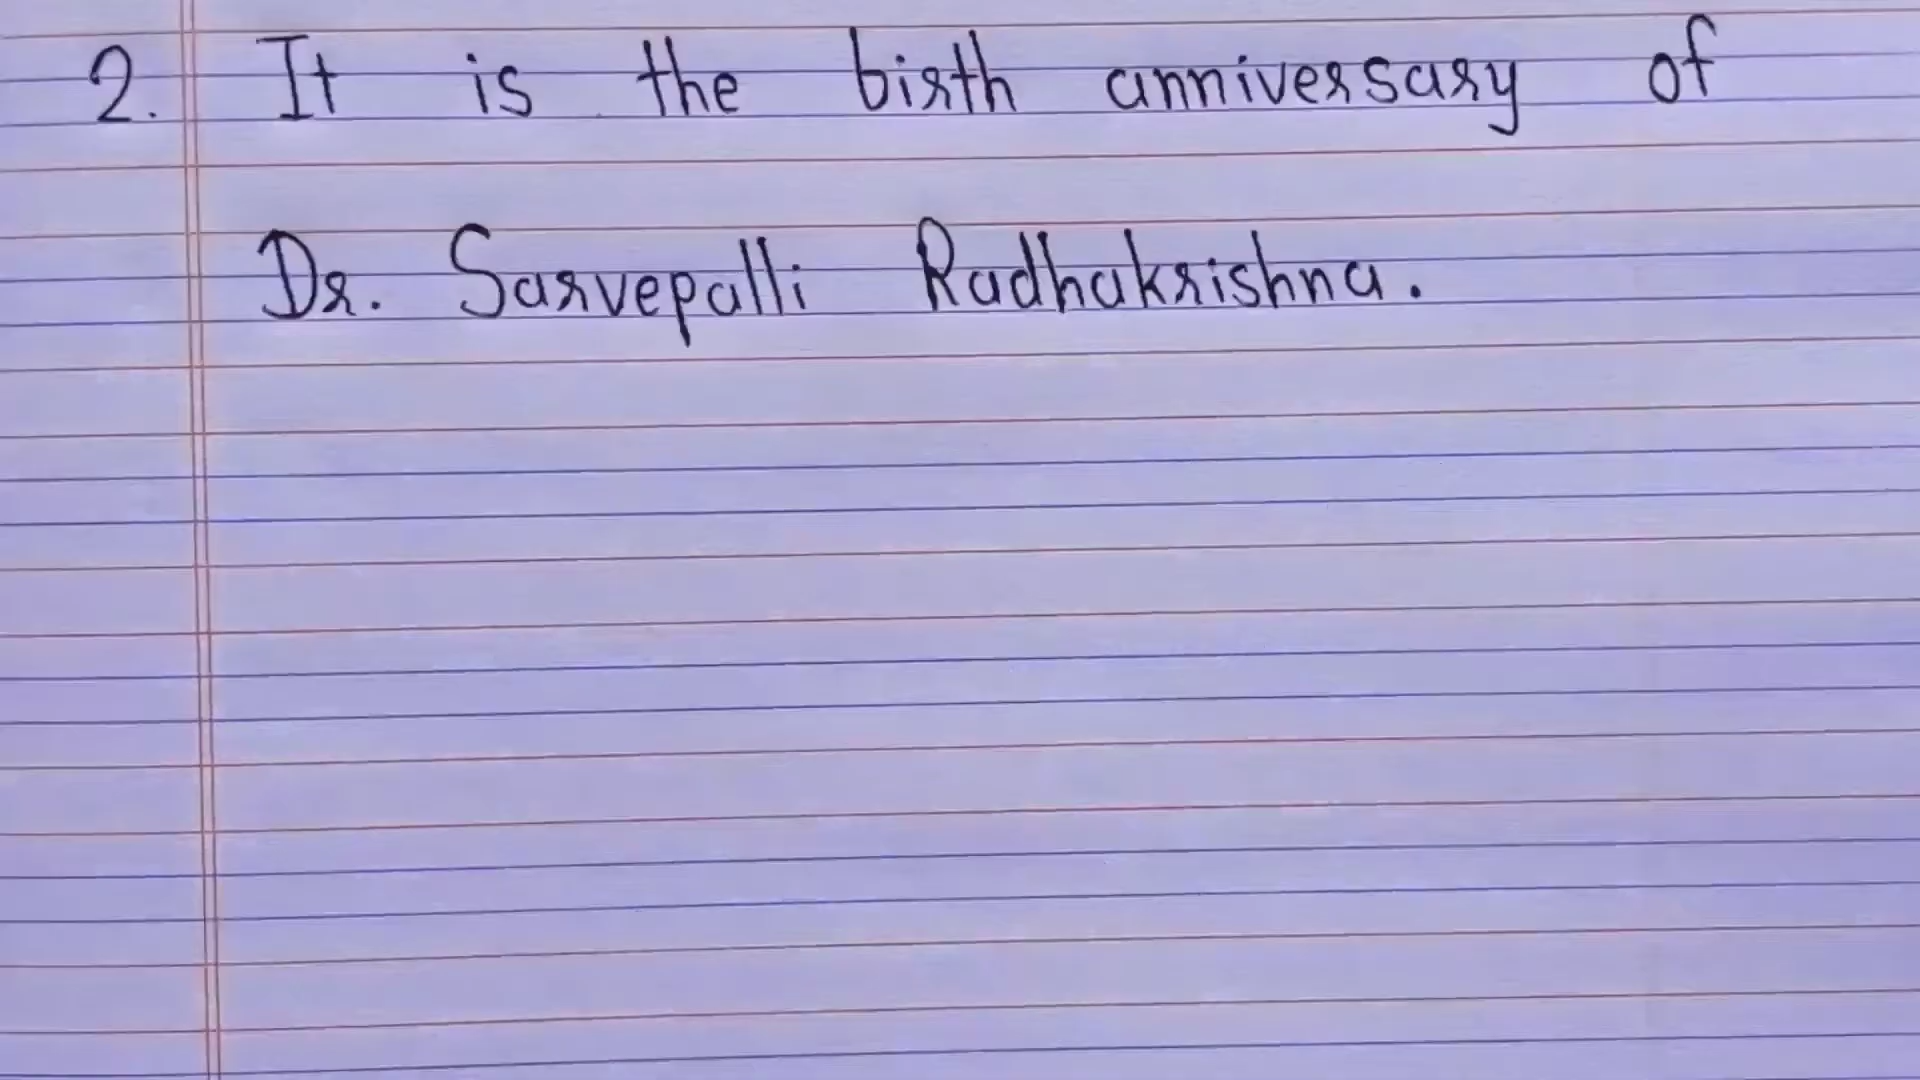 2. It is the birth anniversary of
Dr. Sarvepalli Radhakrishna.